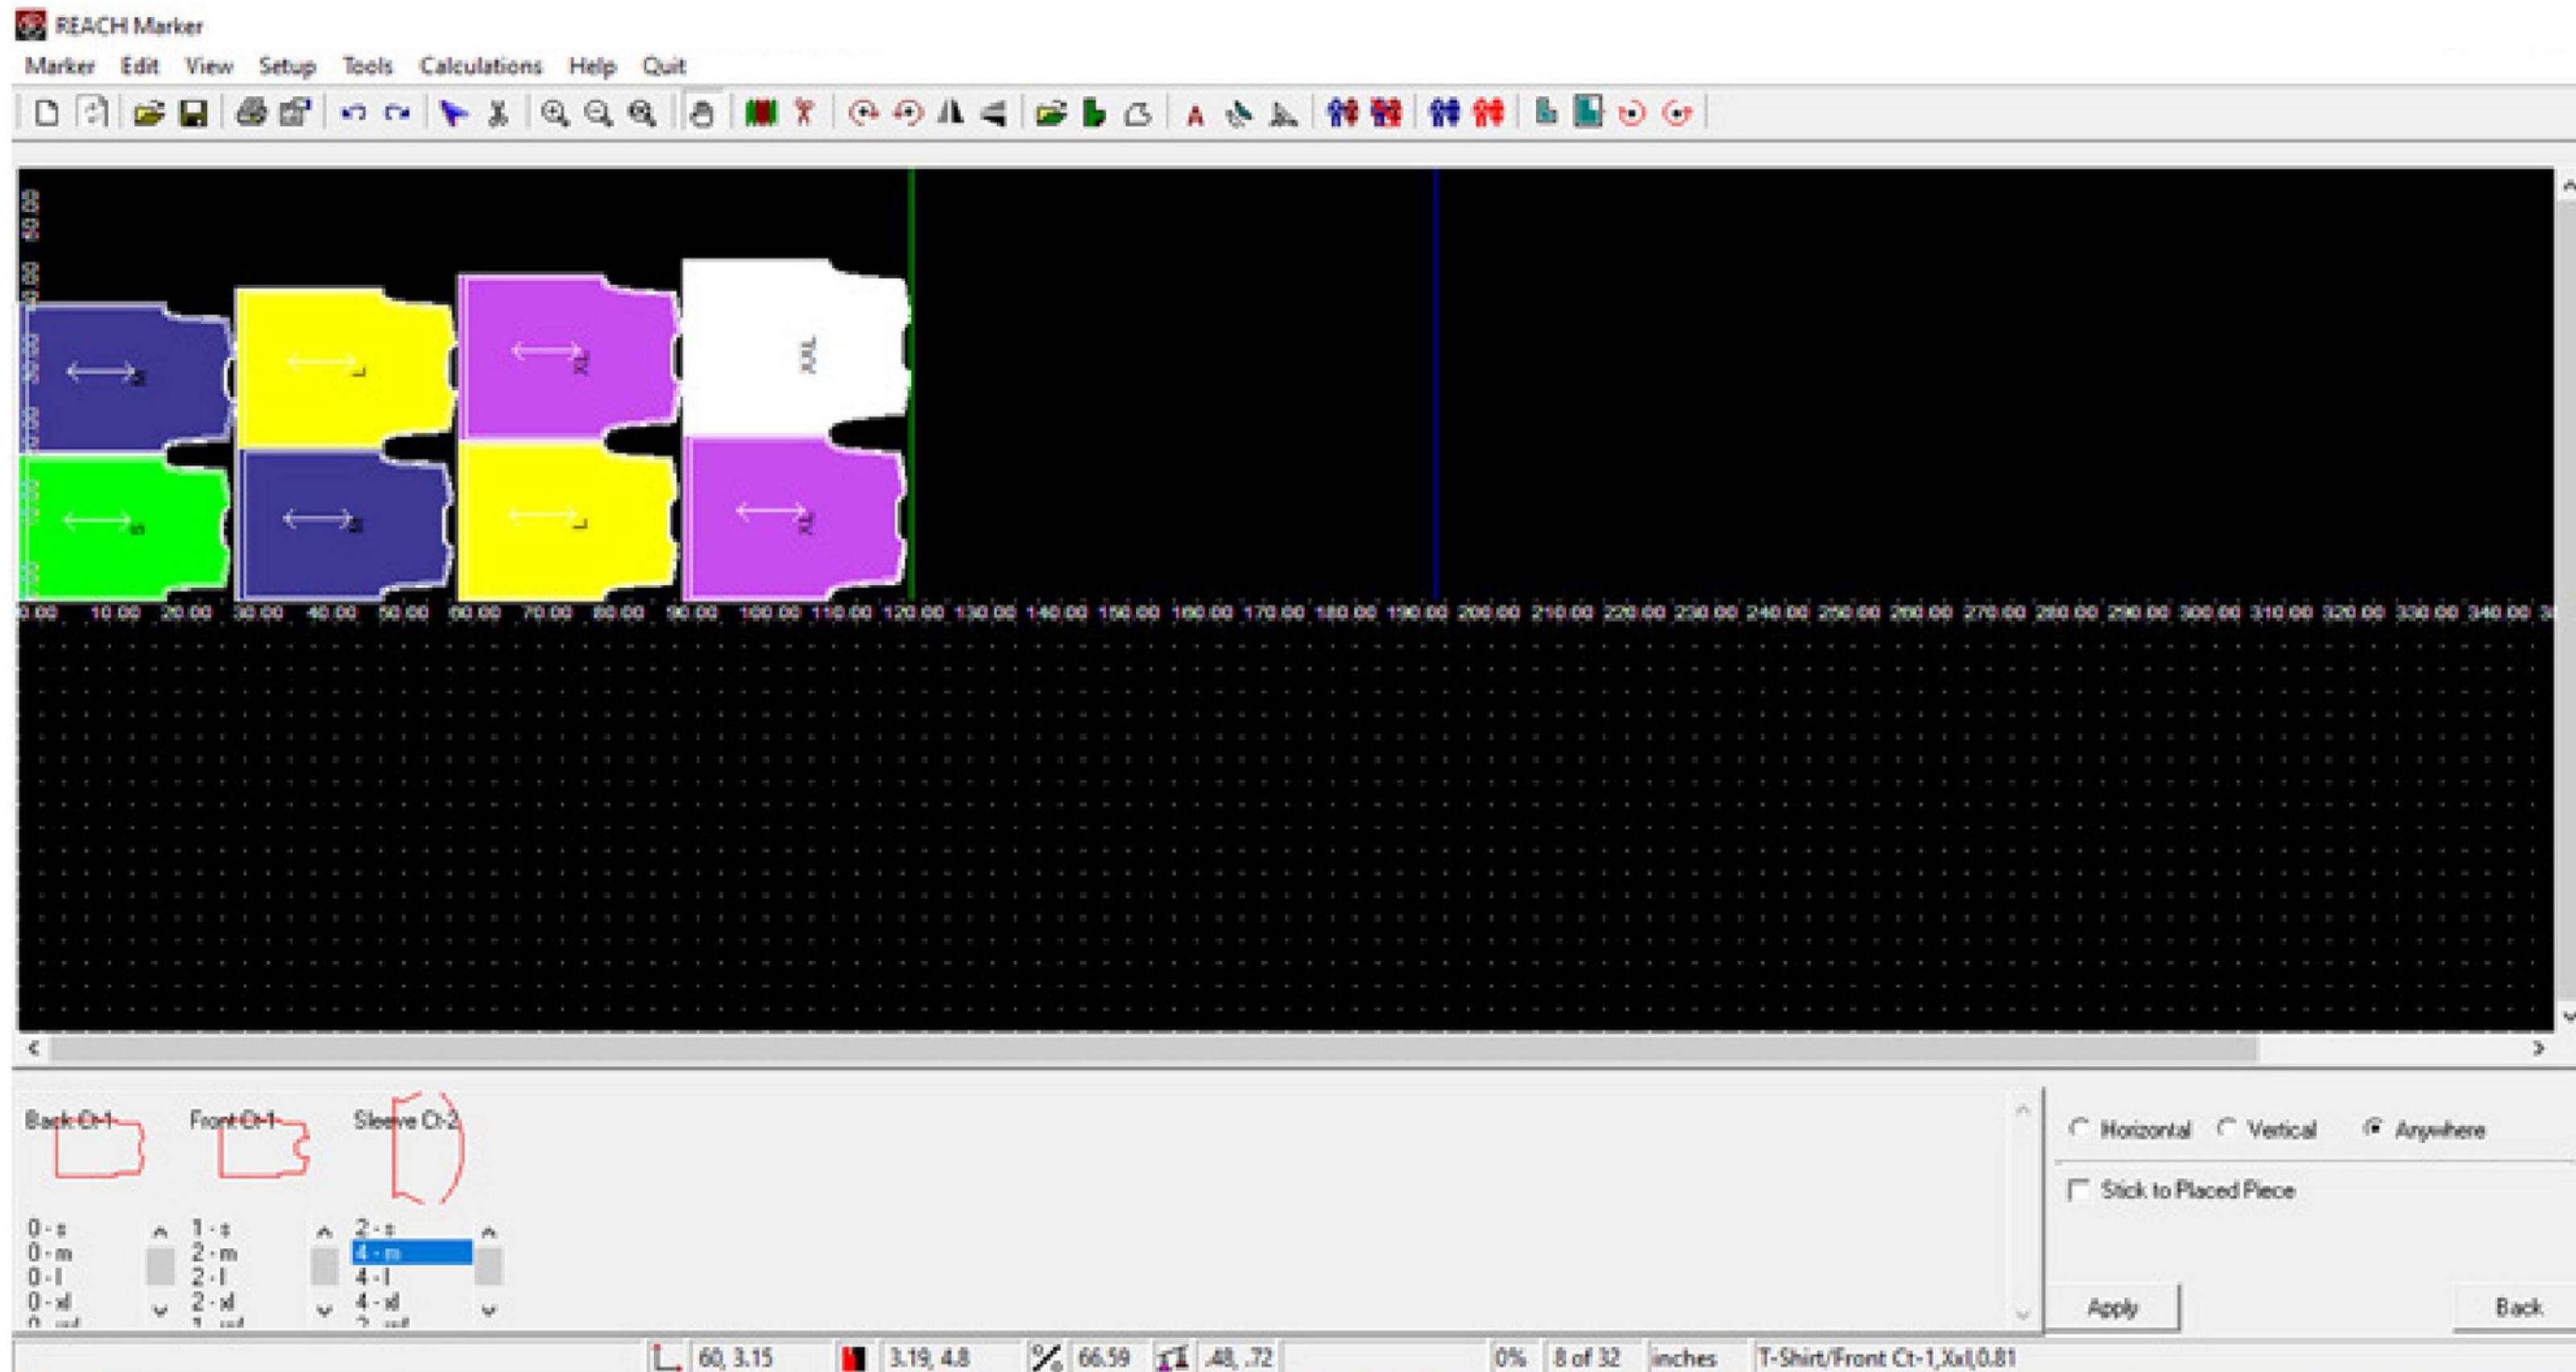 REACH Marker
Marker Edit View Setup Tools Calculations Help Quit
L XL XXL
L XL
0.00 10.00 20.00 30.00 40.00 50.00 60.00 70.00 80.00 90.00 100.00 110.00 120.00 130.00 140.00 150.00 160.00 170.00 180.00 190.00 200.00 210.00 220.00 230.00 240.00 250.00 260.00 270.00 280.00 290.00 300.00 310.00 320.00 330.00 340.00
Back Ct-1 Front Ct-1 Sleeve Ct-2
Horizontal Vertical Anywhere
Stick to Placed Piece
0 - s 1 - s 2 - s
0 - m 2 - m 4 - m
0 - l 2 - l 4 - l
0 - xl 2 - xl 4 - xl
Apply Back
60, 3.15 3.19, 4.8 66.59 .48, .72 0% 8 of 32 inches T-Shirt/Front Ct-1,Xxl,0.81